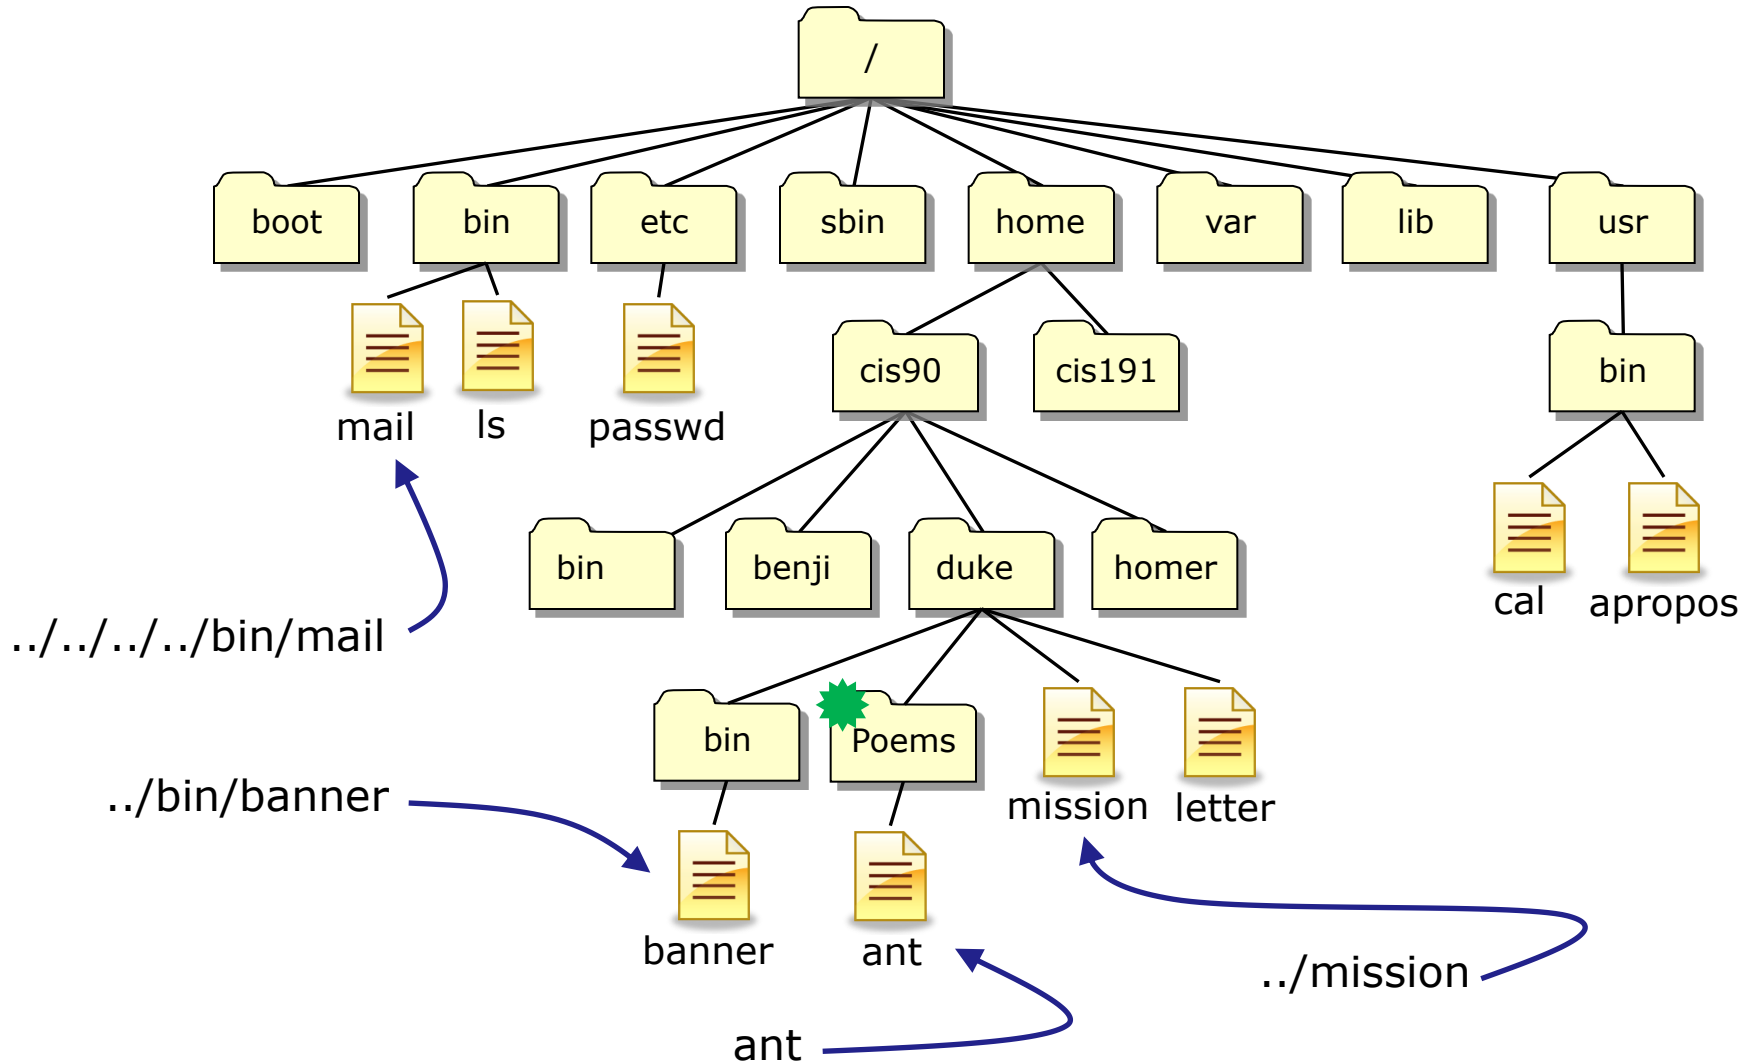 /
boot bin etc sbin home var lib usr
cis90 cis191 bin
mail ls passwd
bin benji duke homer
cal apropos
../../../../bin/mail
bin Poems
../bin/banner
mission letter
banner ant
../mission
ant